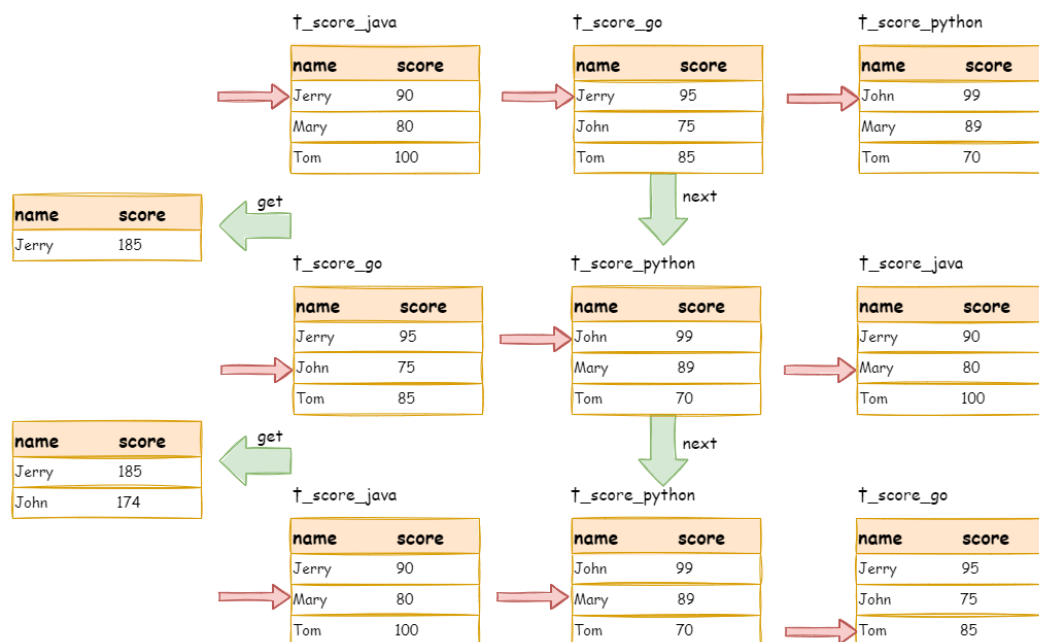 t_score_java t_score_go t_score_python
name score name score name score
Jerry 90 Jerry 95 John 99
Mary 80 John 75 Mary 89
Tom 100 Tom 85 Tom 70
get next
name score
Jerry 185
t_score_go t_score_python t_score_java
name score name score name score
Jerry 95 John 99 Jerry 90
John 75 Mary 89 Mary 80
Tom 85 Tom 70 Tom 100
get next
name score
Jerry 185
John 174
t_score_java t_score_python t_score_go
name score name score name score
Jerry 90 John 99 Jerry 95
Mary 80 Mary 89 John 75
Tom 100 Tom 70 Tom 85